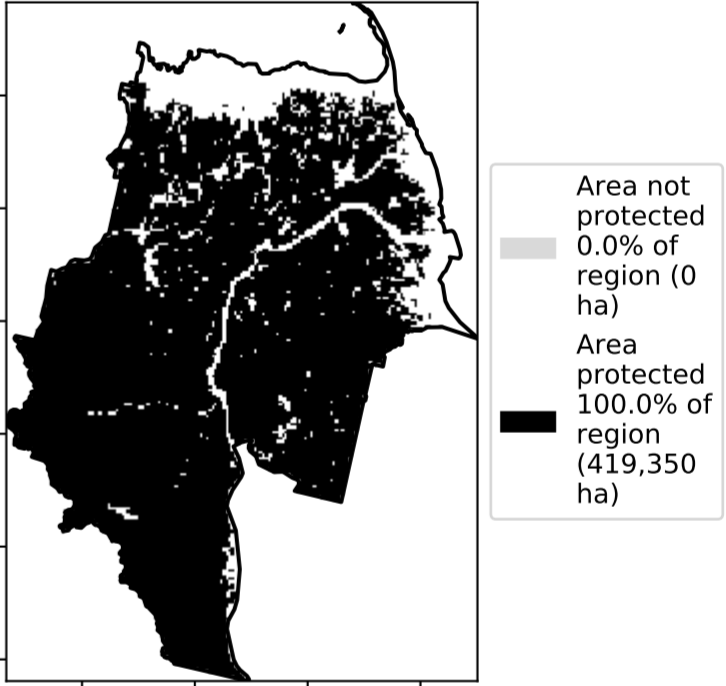 Area not
protected
0.0% of
region (0
ha)
Area
protected
100.0% of
region
(419,350
ha)